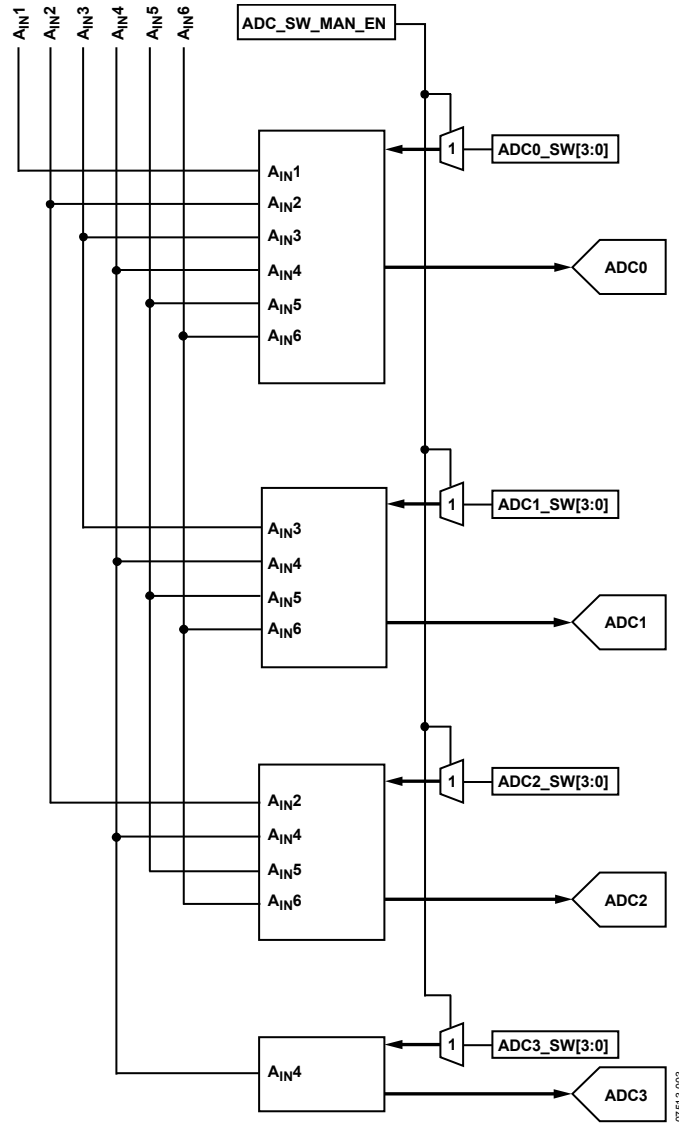 AIN1
AIN2
AIN3
AIN4
AIN5
AIN6
ADC_SW_MAN_EN
1
ADC0_SW[3:0]
AIN1
AIN2
AIN3
AIN4
AIN5
AIN6
ADC0
1
ADC1_SW[3:0]
AIN3
AIN4
AIN5
AIN6
ADC1
1
ADC2_SW[3:0]
AIN2
AIN4
AIN5
AIN6
ADC2
1
ADC3_SW[3:0]
AIN4
ADC3